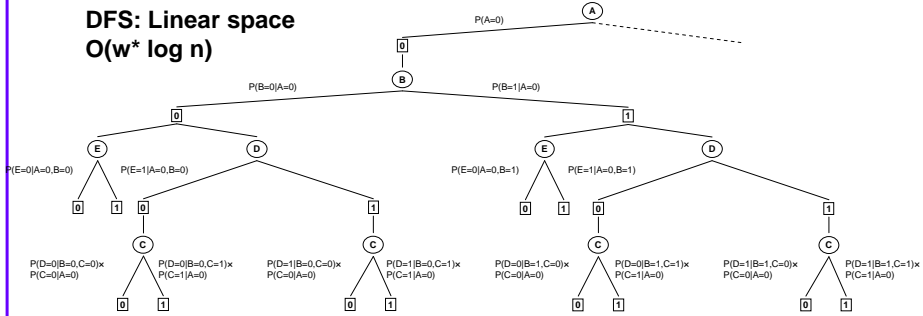 DFS: Linear space
O(w* log n)
A
P(A=0)
0
B
P(B=0|A=0) P(B=1|A=0)
0 1
E D E D
P(E=0|A=0,B=0) P(E=1|A=0,B=0) P(E=0|A=0,B=1) P(E=1|A=0,B=1)
0 1 0 1 0 1 0 1
C C C C
P(D=0|B=0,C=0)× P(D=0|B=0,C=1)× P(D=1|B=0,C=0)× P(D=1|B=0,C=1)× P(D=0|B=1,C=0)× P(D=0|B=1,C=1)× P(D=1|B=1,C=0)× P(D=1|B=1,C=1)×
P(C=0|A=0) P(C=1|A=0) P(C=0|A=0) P(C=1|A=0) P(C=0|A=0) P(C=1|A=0) P(C=0|A=0) P(C=1|A=0)
0 1 0 1 0 1 0 1